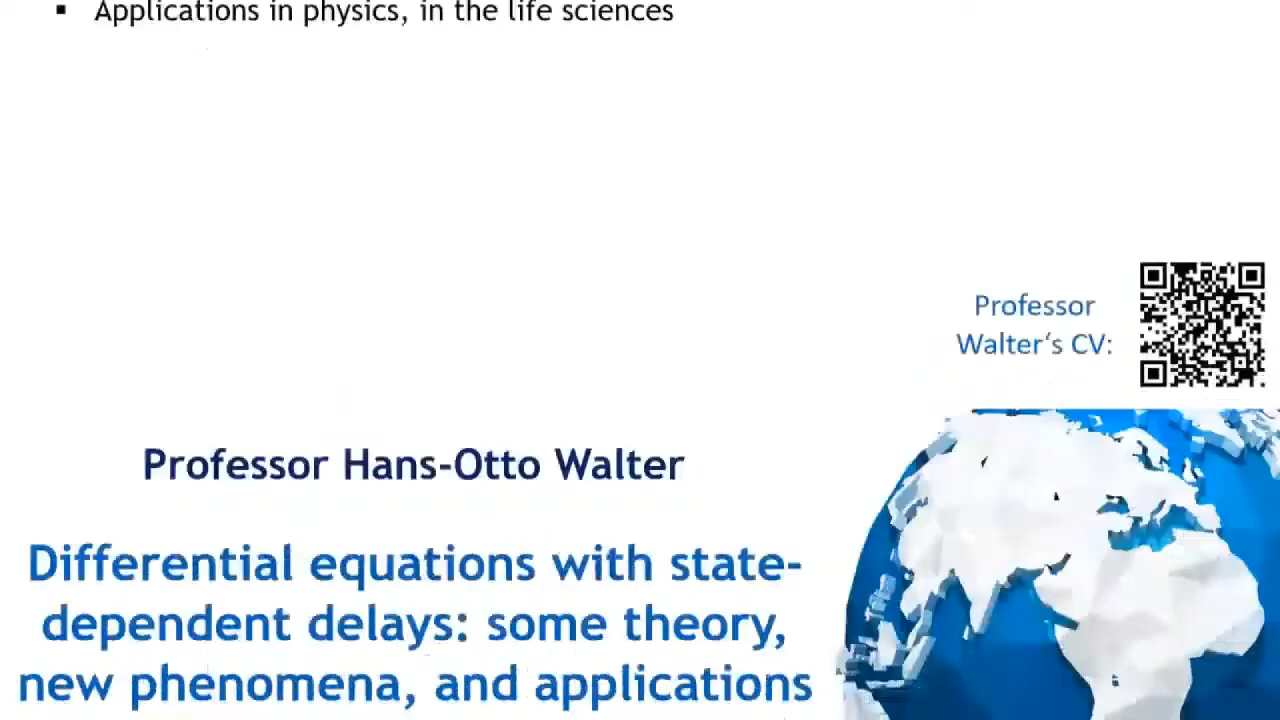 ▪ Applications in physics, in the life sciences
Professor
Walter's CV:
Professor Hans-Otto Walter
Differential equations with state-
dependent delays: some theory,
new phenomena, and applications